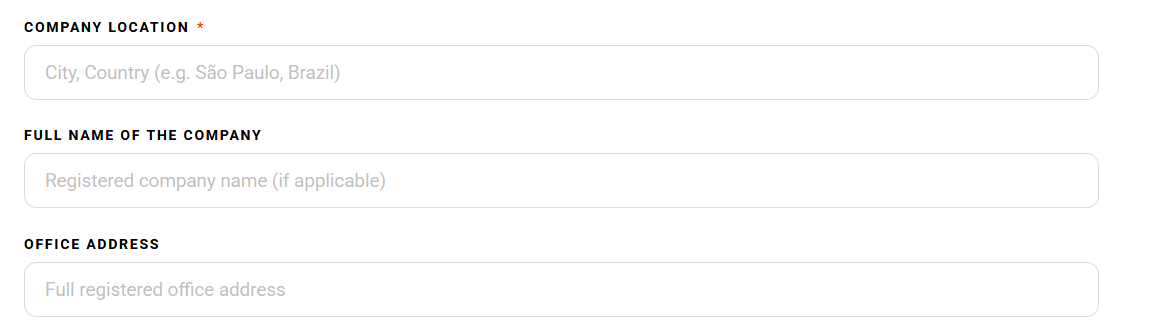 COMPANY LOCATION *
City, Country (e.g. São Paulo, Brazil)
FULL NAME OF THE COMPANY
Registered company name (if applicable)
OFFICE ADDRESS
Full registered office address